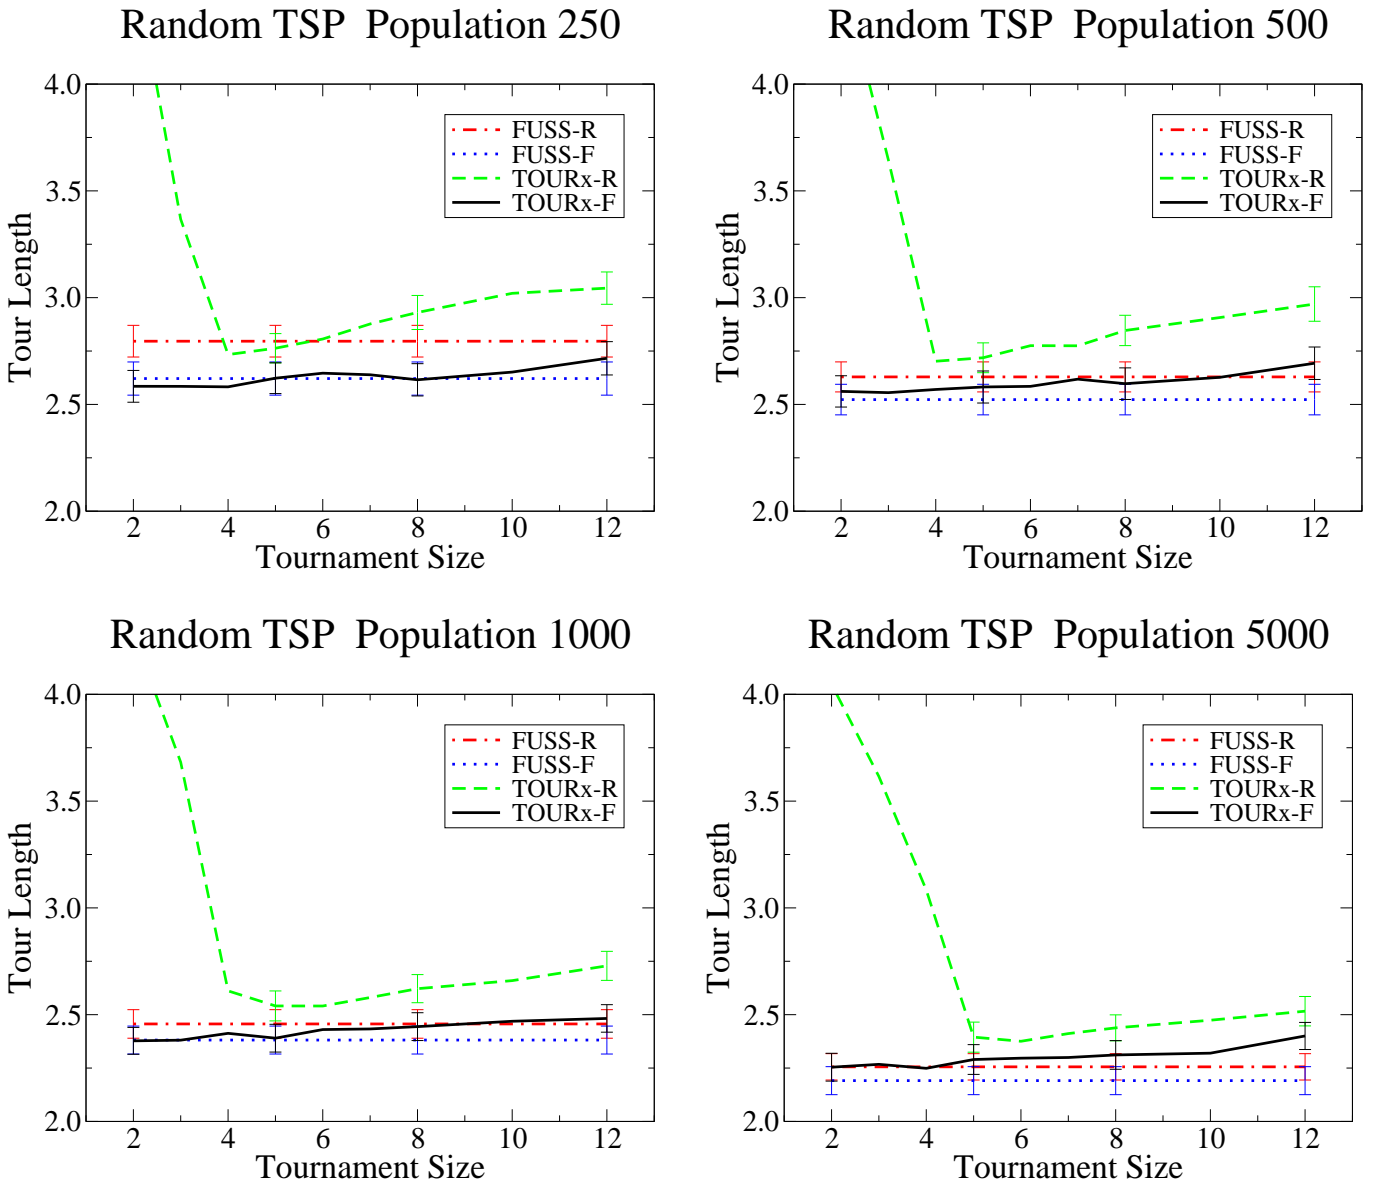 Random TSP  Population 250
4.0
3.5
3.0
2.5
2.0
Tour Length
FUSS-R
FUSS-F
TOURx-R
TOURx-F
2 4 6 8 10 12
Tournament Size
Random TSP  Population 500
4.0
3.5
3.0
2.5
2.0
Tour Length
FUSS-R
FUSS-F
TOURx-R
TOURx-F
2 4 6 8 10 12
Tournament Size
Random TSP  Population 1000
4.0
3.5
3.0
2.5
2.0
Tour Length
FUSS-R
FUSS-F
TOURx-R
TOURx-F
2 4 6 8 10 12
Tournament Size
Random TSP  Population 5000
4.0
3.5
3.0
2.5
2.0
Tour Length
FUSS-R
FUSS-F
TOURx-R
TOURx-F
2 4 6 8 10 12
Tournament Size